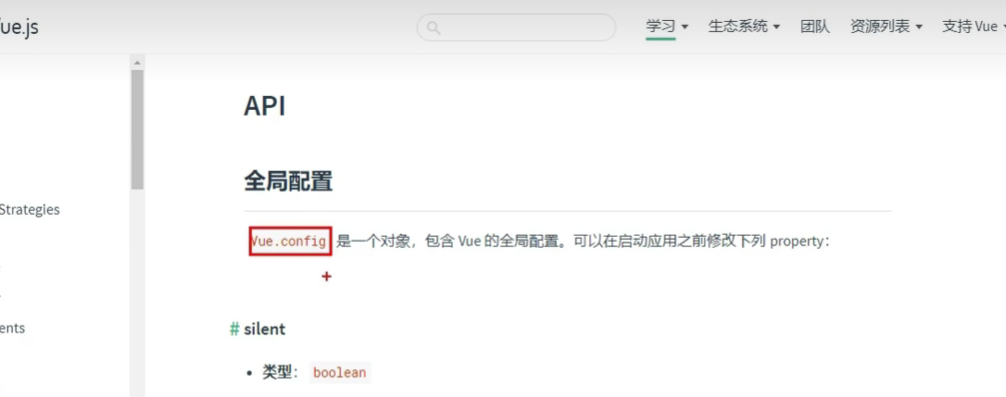 ue.js
学习 生态系统 团队 资源列表 支持 Vue
API
全局配置
Strategies
Vue.config 是一个对象，包含 Vue 的全局配置。可以在启动应用之前修改下列 property：
# silent
ents
• 类型： boolean